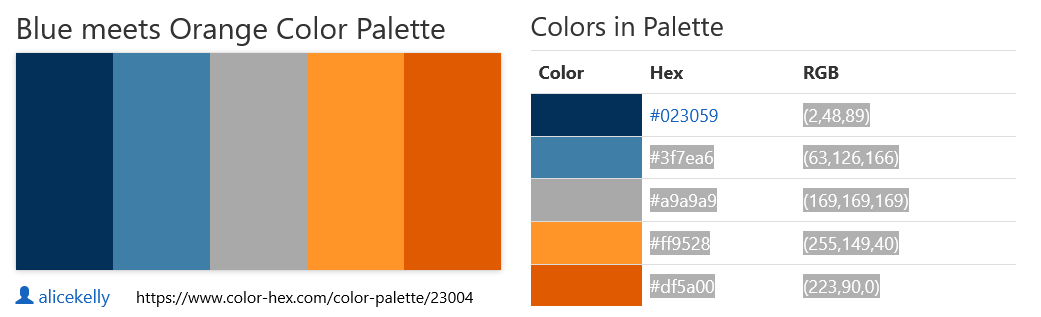 Blue meets Orange Color Palette
alicekelly
https://www.color-hex.com/color-palette/23004
Colors in Palette
Color Hex RGB
#023059 (2,48,89)
#3f7ea6 (63,126,166)
#a9a9a9 (169,169,169)
#ff9528 (255,149,40)
#df5a00 (223,90,0)